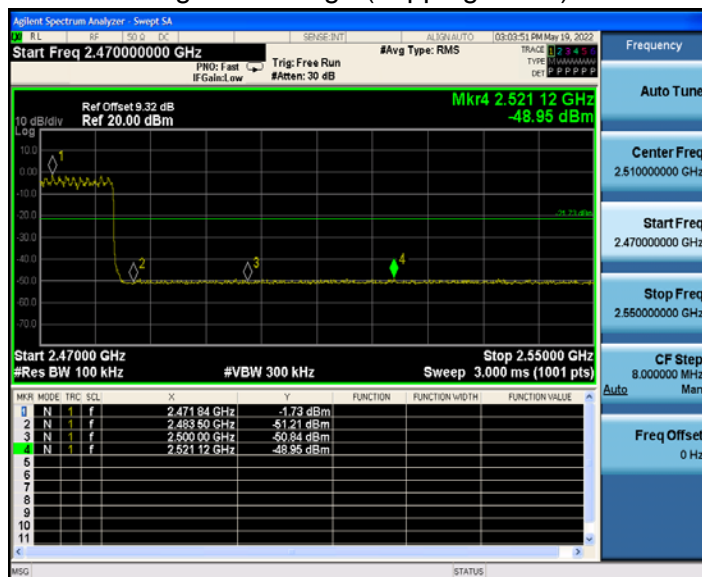 Agilent Spectrum Analyzer - Swept SA
RL RF 50 Ω DC SENSE:INT ALIGN AUTO 03:03:51 PM May 19, 2022
Start Freq 2.470000000 GHz
PNO: Fast
IFGain:Low
Trig: Free Run
#Atten: 30 dB
#Avg Type: RMS
TRACE 1 2 3 4 5 6
TYPE
DET P P P P P P
Ref Offset 9.32 dB
10 dB/div Ref 20.00 dBm
Log
Mkr4 2.521 12 GHz
-48.95 dBm
10.0
0.00
-10.0
-20.0
-30.0
-40.0
-50.0
-60.0
-70.0
-21.73 dBm
1
2
3
4
Start 2.47000 GHz Stop 2.55000 GHz
#Res BW 100 kHz #VBW 300 kHz Sweep 3.000 ms (1001 pts)
MKR MODE TRC SCL X Y FUNCTION FUNCTION WIDTH FUNCTION VALUE
1 N 1 f 2.471 84 GHz -1.73 dBm
2 N 1 f 2.483 50 GHz -51.21 dBm
3 N 1 f 2.500 00 GHz -50.84 dBm
4 N 1 f 2.521 12 GHz -48.95 dBm
5
6
7
8
9
10
11
MSG STATUS
Frequency
Auto Tune
Center Freq
2.510000000 GHz
Start Freq
2.470000000 GHz
Stop Freq
2.550000000 GHz
CF Step
8.000000 MHz
Auto Man
Freq Offset
0 Hz